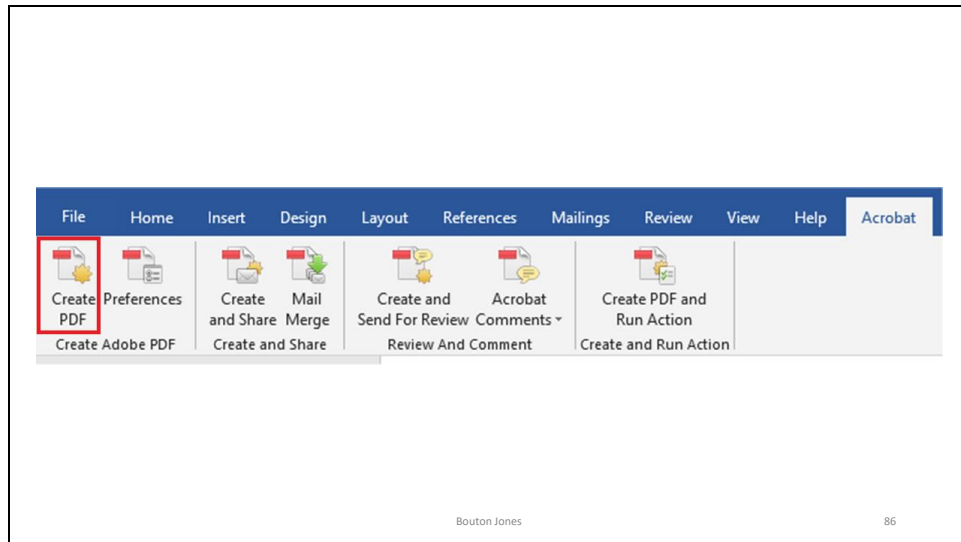 File Home Insert Design Layout References Mailings Review View Help Acrobat
Create Preferences Create Mail Create and Acrobat Create PDF and
PDF and Share Merge Send For Review Comments Run Action
Create Adobe PDF Create and Share Review And Comment Create and Run Action
Bouton Jones 86